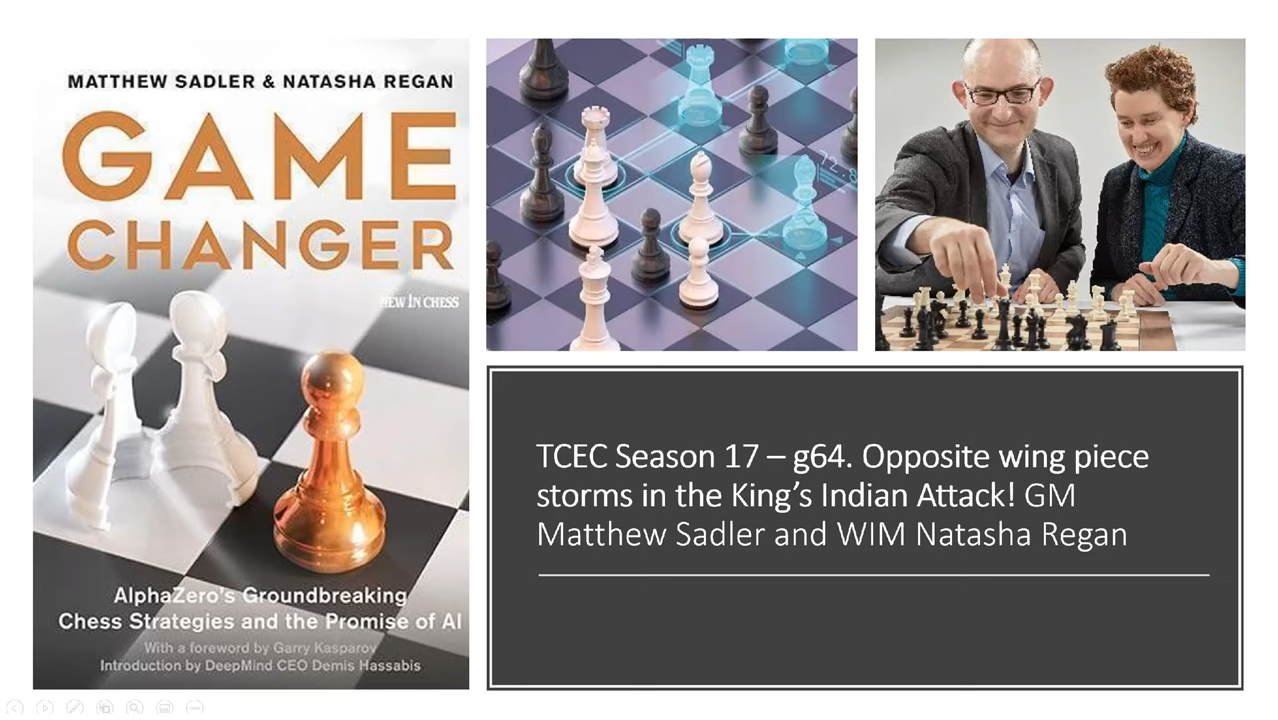 MATTHEW SADLER & NATASHA REGAN
GAME
CHANGER
NEW IN CHESS
AlphaZero's Groundbreaking
Chess Strategies and the Promise of AI
With a foreword by Garry Kasparov
Introduction by DeepMind CEO Demis Hassabis
72.8
TCEC Season 17 – g64. Opposite wing piece
storms in the King's Indian Attack! GM
Matthew Sadler and WIM Natasha Regan